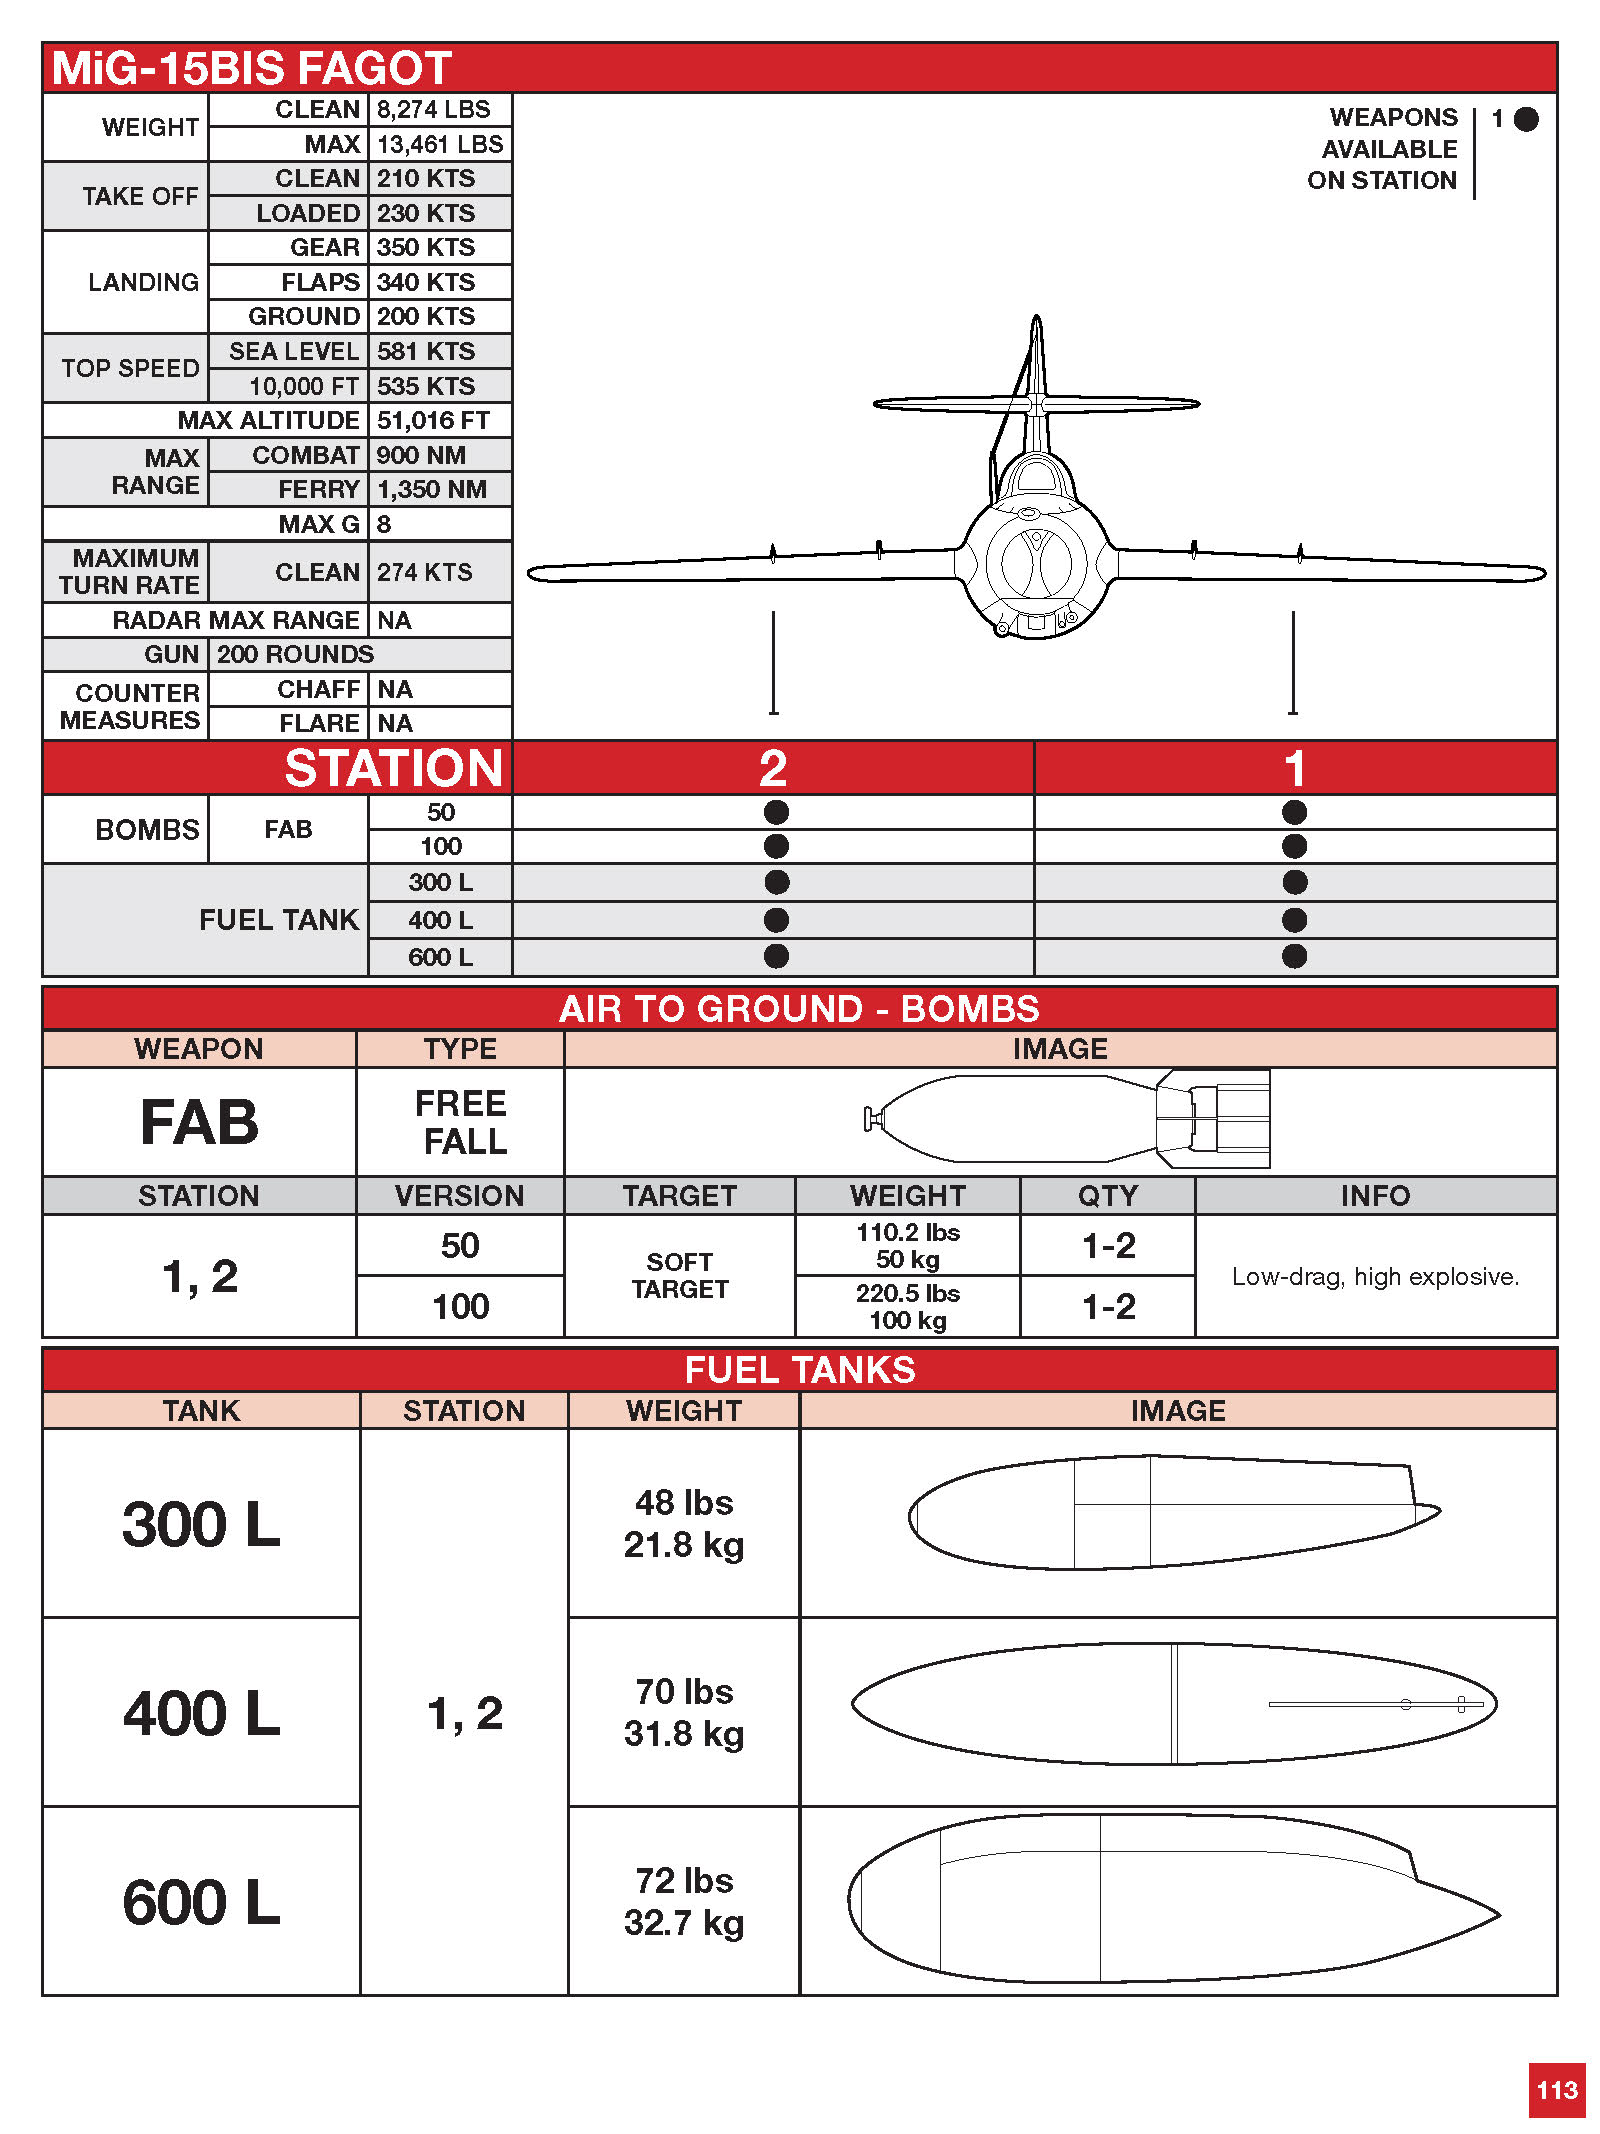 MiG-15BIS FAGOT
WEIGHT
CLEAN 8,274 LBS
MAX 13,461 LBS
TAKE OFF
CLEAN 210 KTS
LOADED 230 KTS
LANDING
GEAR 350 KTS
FLAPS 340 KTS
GROUND 200 KTS
TOP SPEED
SEA LEVEL 581 KTS
10,000 FT 535 KTS
MAX ALTITUDE 51,016 FT
MAX
RANGE
COMBAT 900 NM
FERRY 1,350 NM
MAX G 8
MAXIMUM
TURN RATE
CLEAN 274 KTS
RADAR MAX RANGE NA
GUN 200 ROUNDS
COUNTER
MEASURES
CHAFF NA
FLARE NA
WEAPONS
AVAILABLE
ON STATION
1
STATION 2 1
BOMBS FAB
50
100
FUEL TANK
300 L
400 L
600 L
AIR TO GROUND - BOMBS
WEAPON TYPE IMAGE
FAB
FREE
FALL
STATION VERSION TARGET WEIGHT QTY INFO
1, 2
50
100
SOFT
TARGET
110.2 lbs
50 kg
220.5 lbs
100 kg
1-2
1-2
Low-drag, high explosive.
FUEL TANKS
TANK STATION WEIGHT IMAGE
300 L
48 lbs
21.8 kg
400 L
1, 2
70 lbs
31.8 kg
600 L
72 lbs
32.7 kg
113